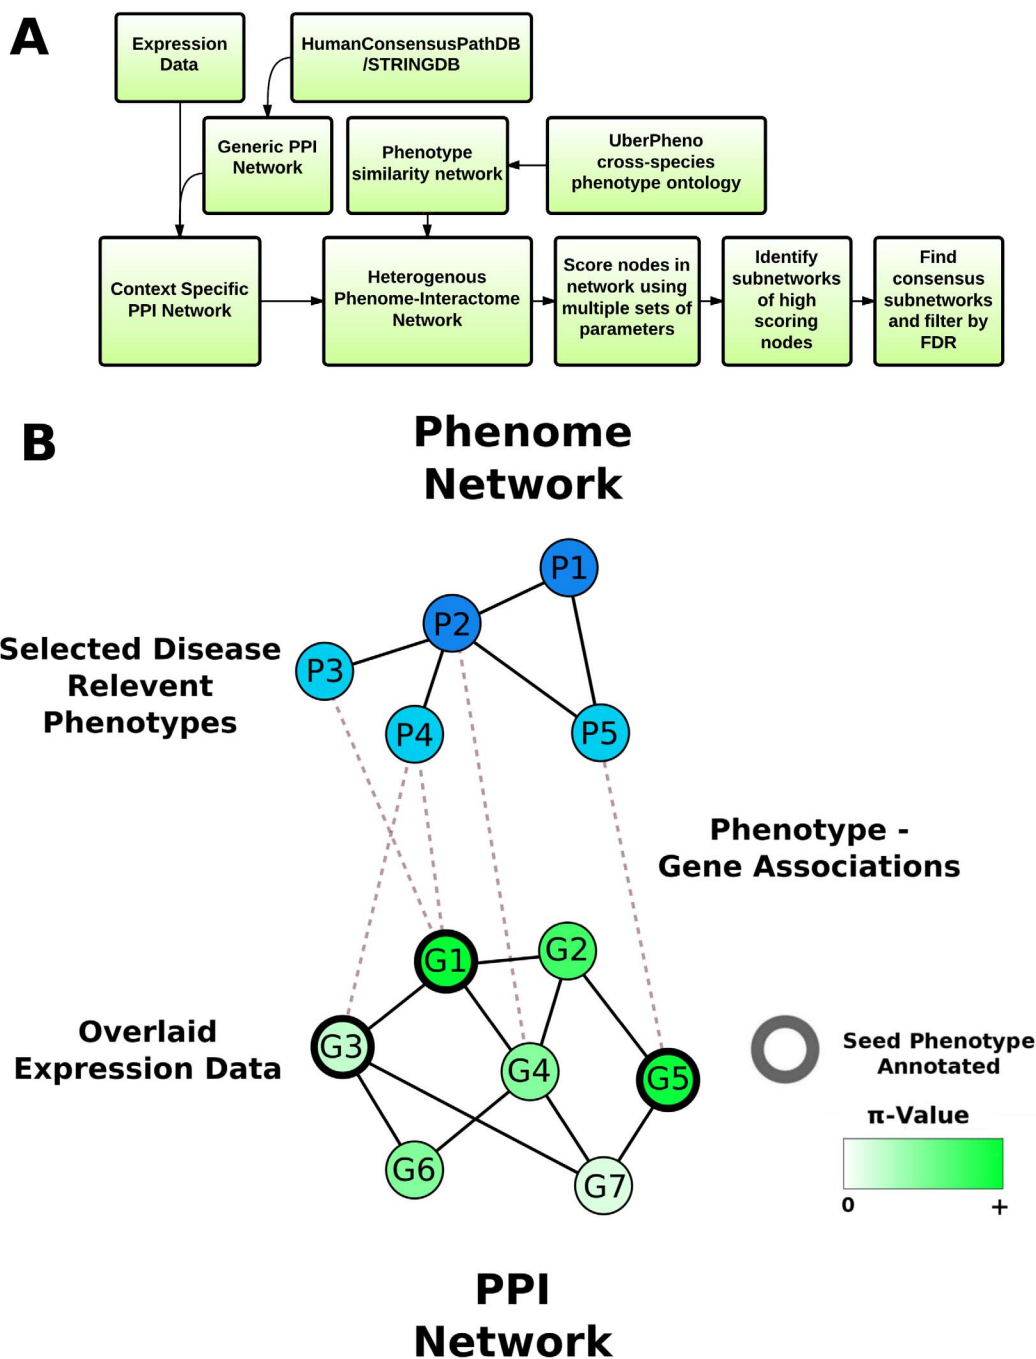 A
Expression
Data
HumanConsensusPathDB
/STRINGDB
Generic PPI
Network
Phenotype
similarity network
UberPheno
cross-species
phenotype ontology
Context Specific
PPI Network
Heterogenous
Phenome-Interactome
Network
Score nodes in
network using
multiple sets of
parameters
Identify
subnetworks
of high
scoring
nodes
Find
consensus
subnetworks
and filter by
FDR
B
Phenome
Network
P1
P2
P3
P4
P5
Selected Disease
Relevent
Phenotypes
Phenotype -
Gene Associations
G1
G2
G3
G4
G5
G6
G7
Overlaid
Expression Data
Seed Phenotype
Annotated
π-Value
0
+
PPI
Network